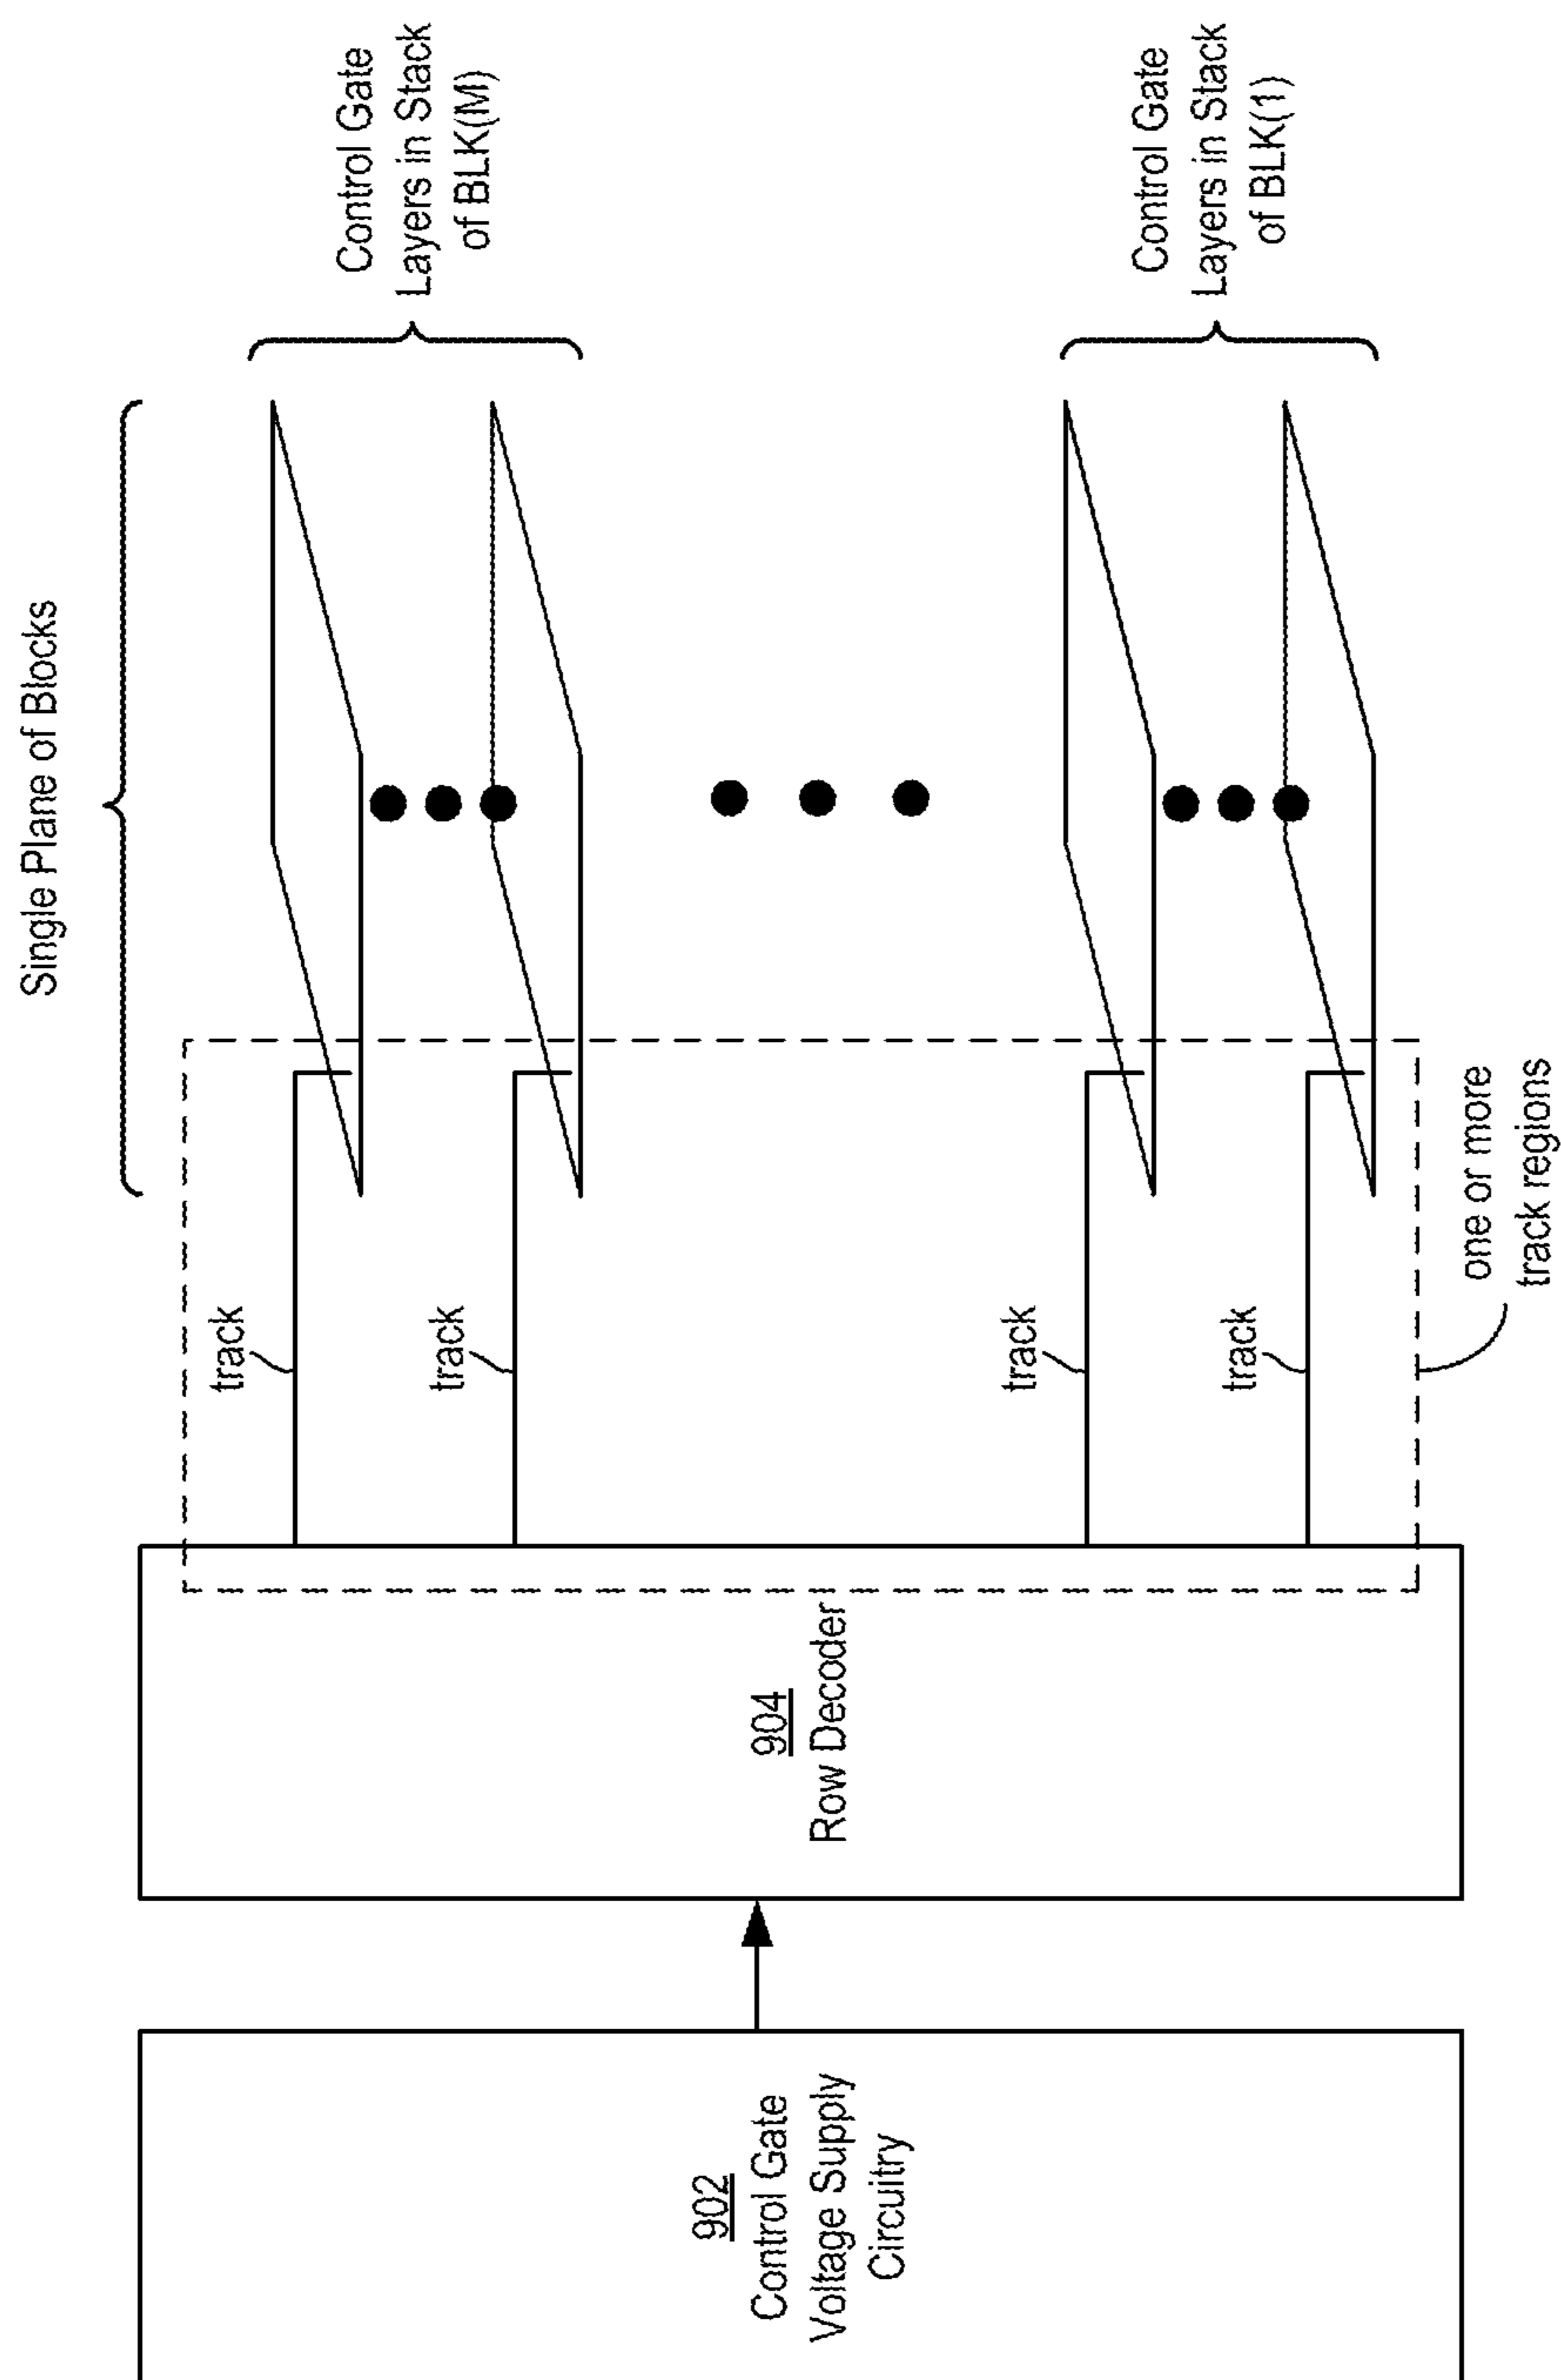 Single Plane of Blocks
902
Control Gate
Voltage Supply
Circuitry
904
Row Decoder
track
track
track
track
Control Gate
Layers in Stack
of BLK(M)
Control Gate
Layers in Stack
of BLK(1)
one or more
track regions